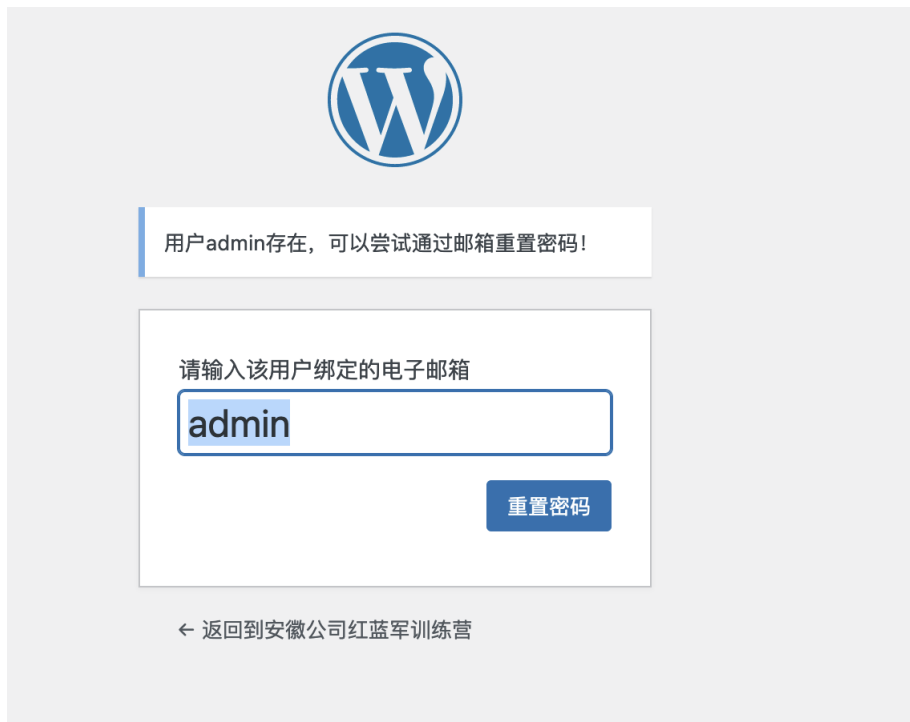 用户admin存在，可以尝试通过邮箱重置密码！
请输入该用户绑定的电子邮箱
admin
重置密码
← 返回到安徽公司红蓝军训练营